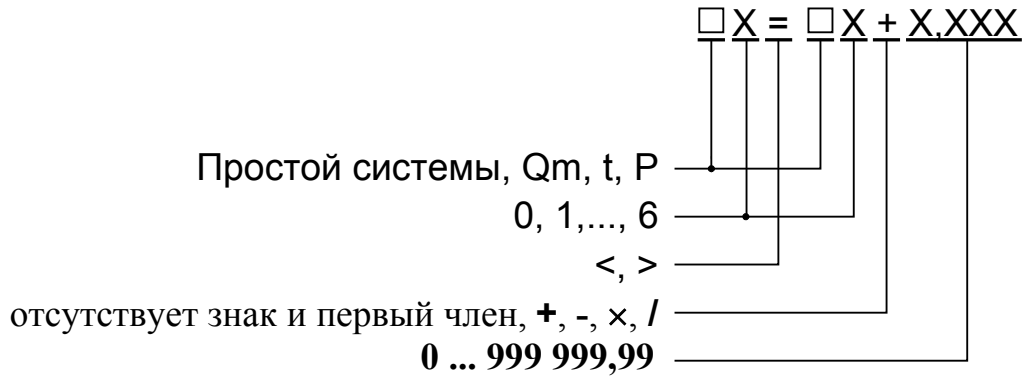 □ X = □ X + X,XXX
Простой системы, Qm, t, P
0, 1,..., 6
<, >
отсутствует знак и первый член, +, -, ×, /
0 ... 999 999,99